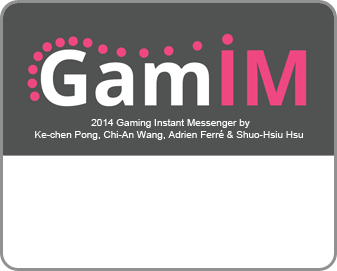 GamIM
2014 Gaming Instant Messenger by
Ke-chen Pong, Chi-An Wang, Adrien Ferré & Shuo-Hsiu Hsu